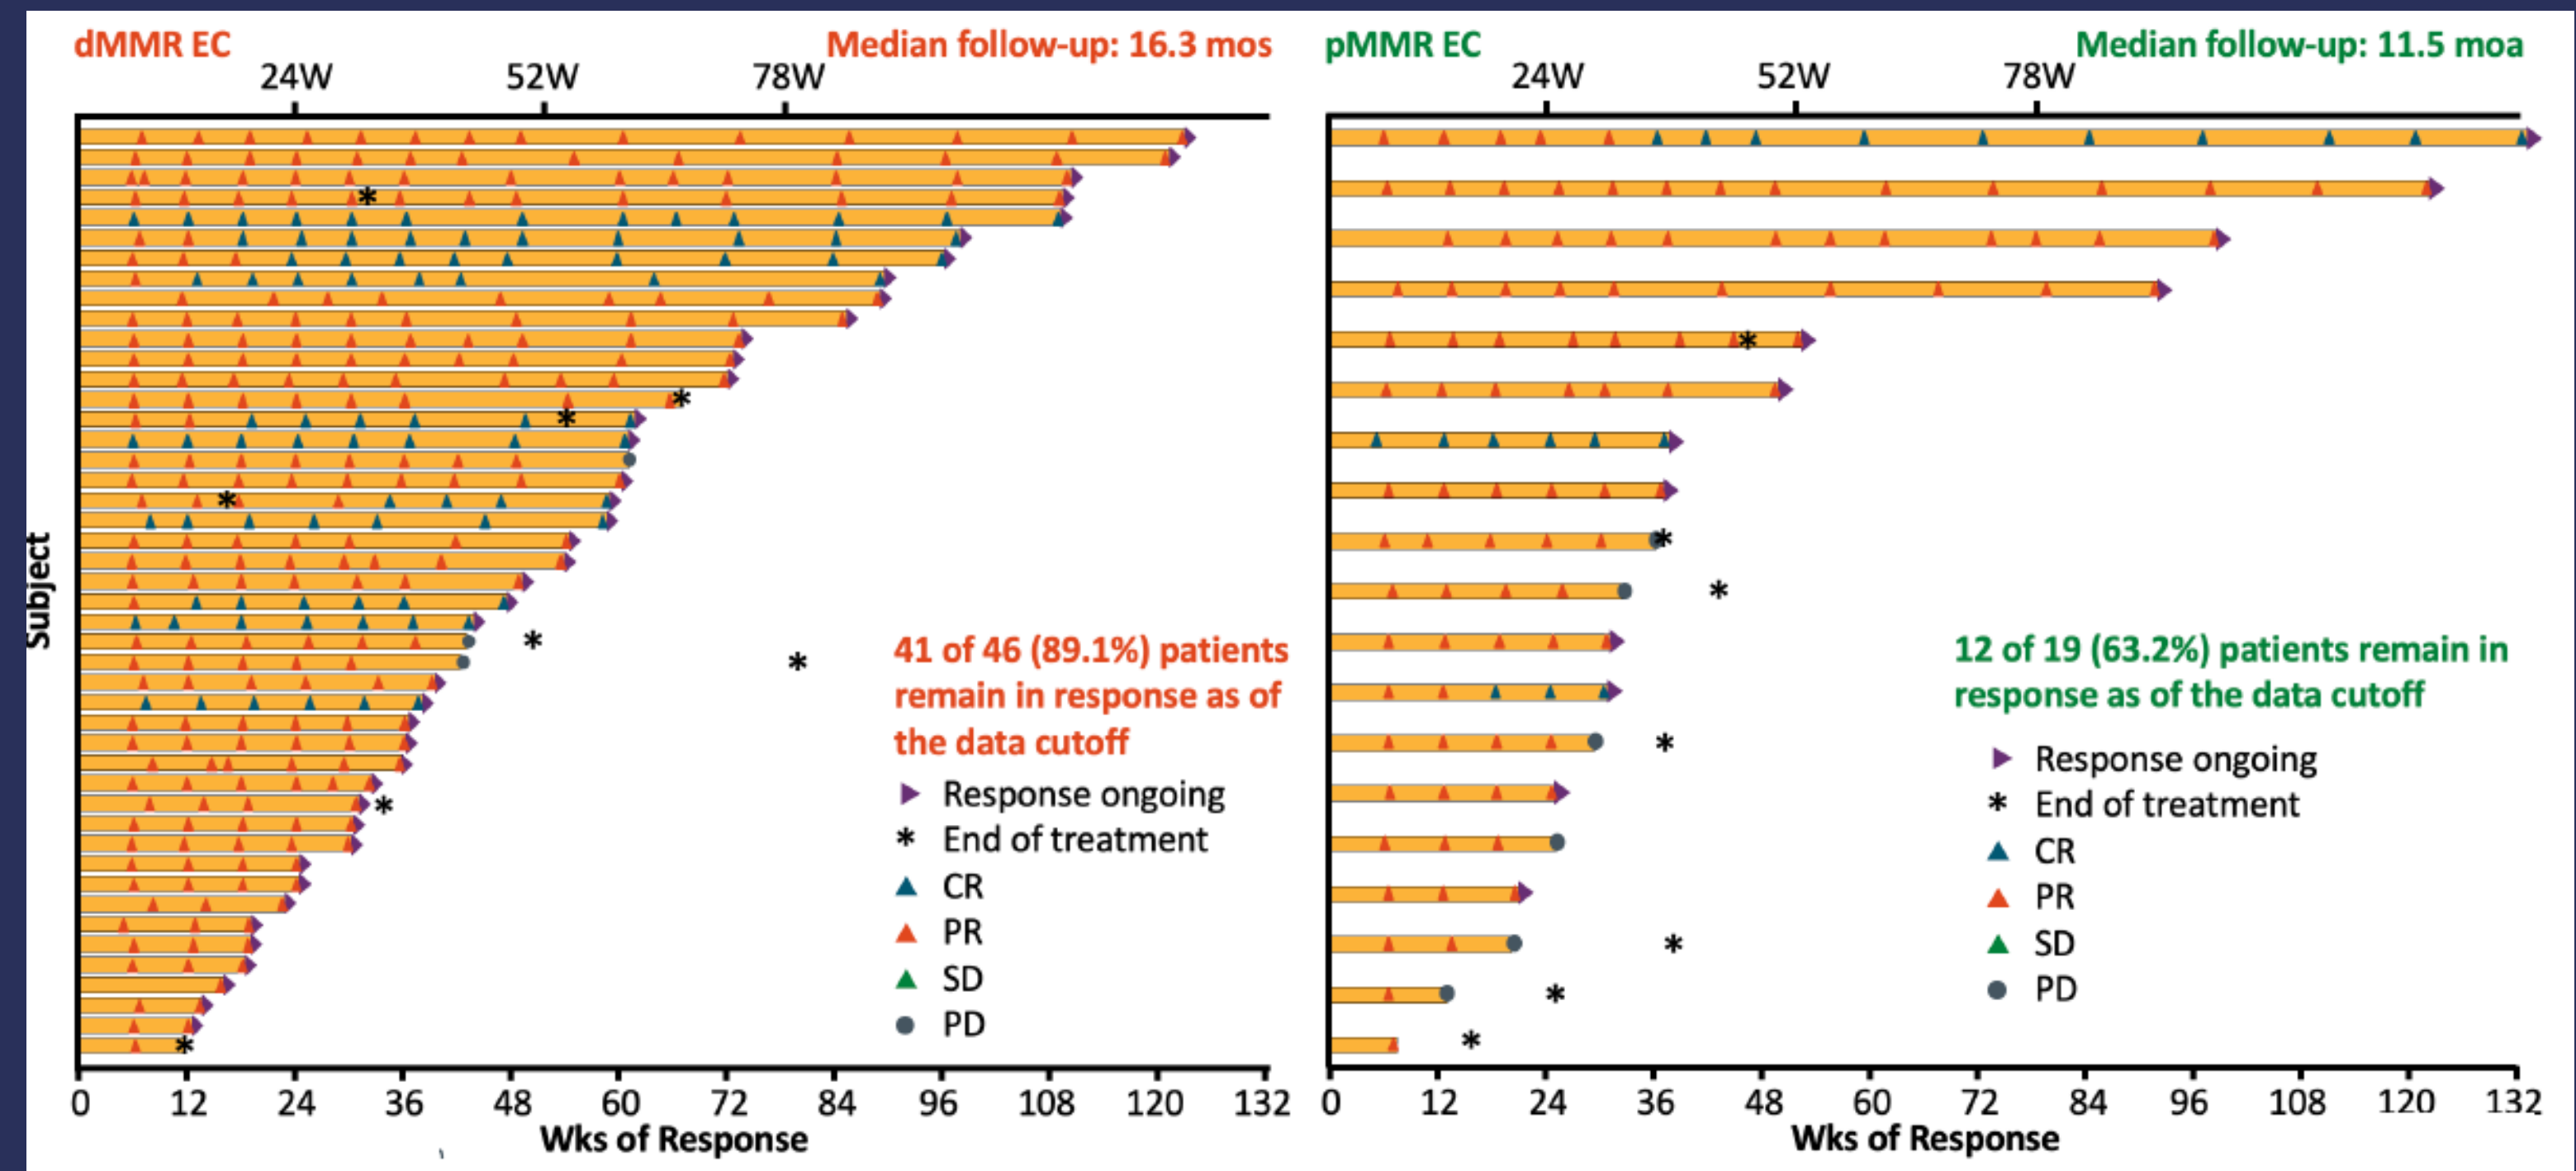 dMMR EC
Median follow-up: 16.3 mos
24W 52W 78W
Subject
41 of 46 (89.1%) patients
remain in response as of
the data cutoff
Response ongoing
* End of treatment
CR
PR
SD
PD
0 12 24 36 48 60 72 84 96 108 120 132
Wks of Response
pMMR EC
Median follow-up: 11.5 moa
24W 52W 78W
12 of 19 (63.2%) patients remain in
response as of the data cutoff
Response ongoing
* End of treatment
CR
PR
SD
PD
0 12 24 36 48 60 72 84 96 108 120 132
Wks of Response